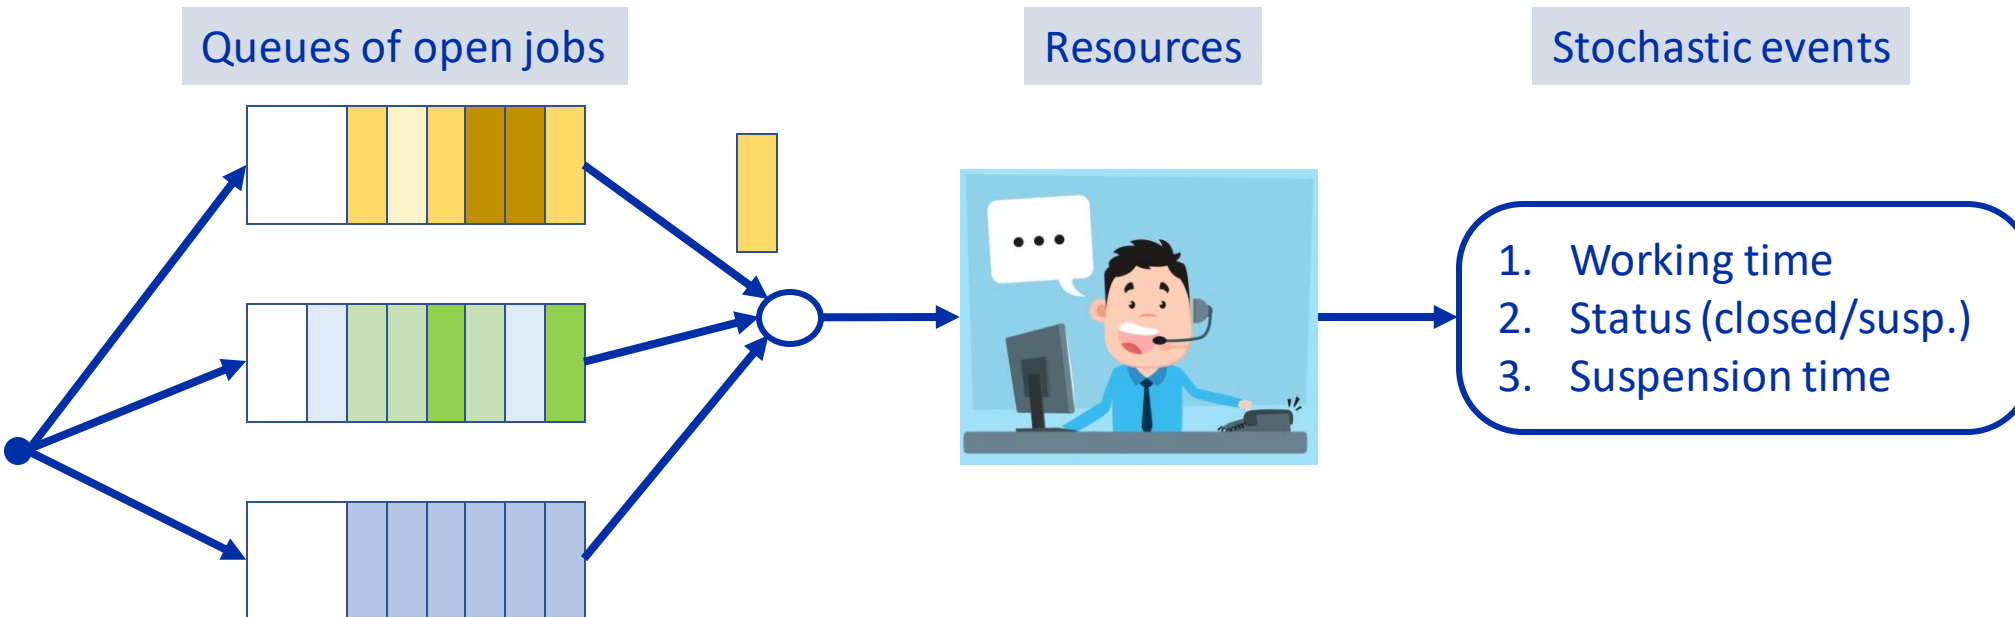 Queues of open jobs
Resources
Stochastic events
1. Working time
2. Status (closed/susp.)
3. Suspension time